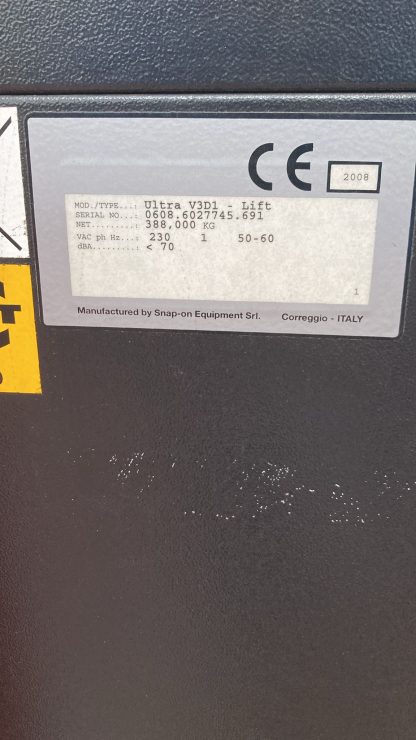 CE 2008
MOD./TYPE...: Ultra V3D1 - Lift
SERIAL NO...: 0608.6027745.691
NET.........: 388,000 KG
VAC ph Hz...: 230 1 50-60
dBA.........: < 70
1
Manufactured by Snap-on Equipment Srl. Correggio - ITALY